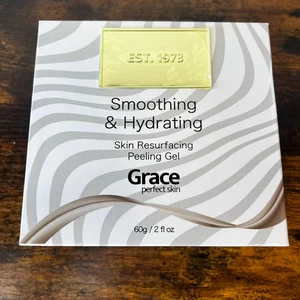 EST. 1973
Smoothing
& Hydrating
Skin Resurfacing
Peeling Gel
Grace
perfect skin
60g / 2 fl oz